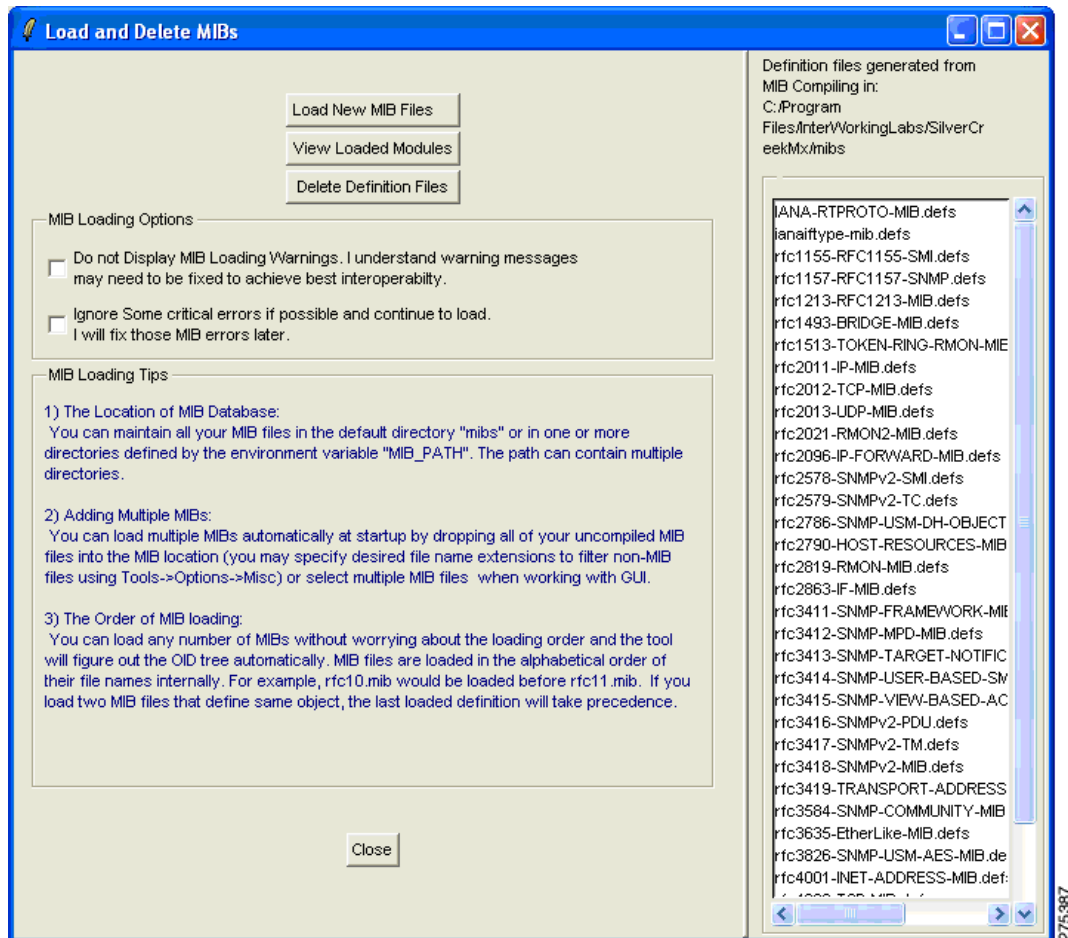 Load and Delete MIBs
Load New MIB Files
View Loaded Modules
Delete Definition Files
MIB Loading Options
Do not Display MIB Loading Warnings. I understand warning messages
may need to be fixed to achieve best interoperabilty.
Ignore Some critical errors if possible and continue to load.
I will fix those MIB errors later.
MIB Loading Tips
1) The Location of MIB Database:
You can maintain all your MIB files in the default directory "mibs" or in one or more
directories defined by the environment variable "MIB_PATH". The path can contain multiple
directories.
2) Adding Multiple MIBs:
You can load multiple MIBs automatically at startup by dropping all of your uncompiled MIB
files into the MIB location (you may specify desired file name extensions to filter non-MIB
files using Tools->Options->Misc) or select multiple MIB files when working with GUI.
3) The Order of MIB loading:
You can load any number of MIBs without worrying about the loading order and the tool
will figure out the OID tree automatically. MIB files are loaded in the alphabetical order of
their file names internally. For example, rfc10.mib would be loaded before rfc11.mib. If you
load two MIB files that define same object, the last loaded definition will take precedence.
Close
Definition files generated from
MIB Compiling in:
C:/Program
Files/InterWorkingLabs/SilverCr
eekMx/mibs
IANA-RTPROTO-MIB.defs
ianaiftype-mib.defs
rfc1155-RFC1155-SMI.defs
rfc1157-RFC1157-SNMP.defs
rfc1213-RFC1213-MIB.defs
rfc1493-BRIDGE-MIB.defs
rfc1513-TOKEN-RING-RMON-MIE
rfc2011-IP-MIB.defs
rfc2012-TCP-MIB.defs
rfc2013-UDP-MIB.defs
rfc2021-RMON2-MIB.defs
rfc2096-IP-FORWARD-MIB.defs
rfc2578-SNMPv2-SMI.defs
rfc2579-SNMPv2-TC.defs
rfc2786-SNMP-USM-DH-OBJECT
rfc2790-HOST-RESOURCES-MIB
rfc2819-RMON-MIB.defs
rfc2863-IF-MIB.defs
rfc3411-SNMP-FRAMEWORK-MIE
rfc3412-SNMP-MPD-MIB.defs
rfc3413-SNMP-TARGET-NOTIFIC
rfc3414-SNMP-USER-BASED-SM
rfc3415-SNMP-VIEW-BASED-AC
rfc3416-SNMPv2-PDU.defs
rfc3417-SNMPv2-TM.defs
rfc3418-SNMPv2-MIB.defs
rfc3419-TRANSPORT-ADDRESS
rfc3584-SNMP-COMMUNITY-MIB
rfc3635-EtherLike-MIB.defs
rfc3826-SNMP-USM-AES-MIB.de
rfc4001-INET-ADDRESS-MIB.def
275387